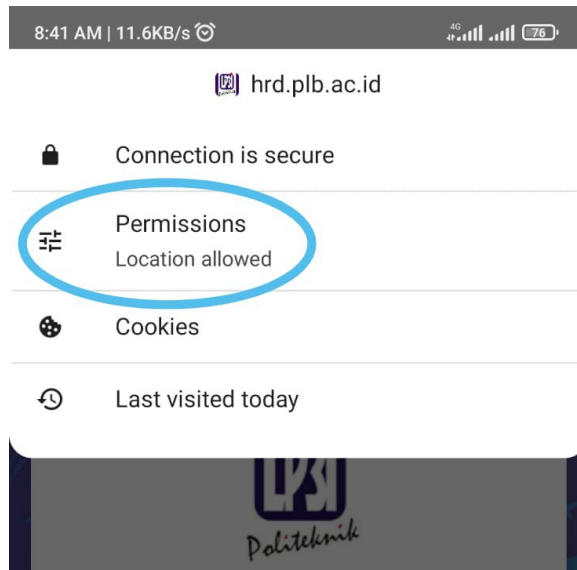 8:41 AM | 11.6KB/s
4G
76
hrd.plb.ac.id
Connection is secure
Permissions
Location allowed
Cookies
Last visited today
LP3I
Politeknik